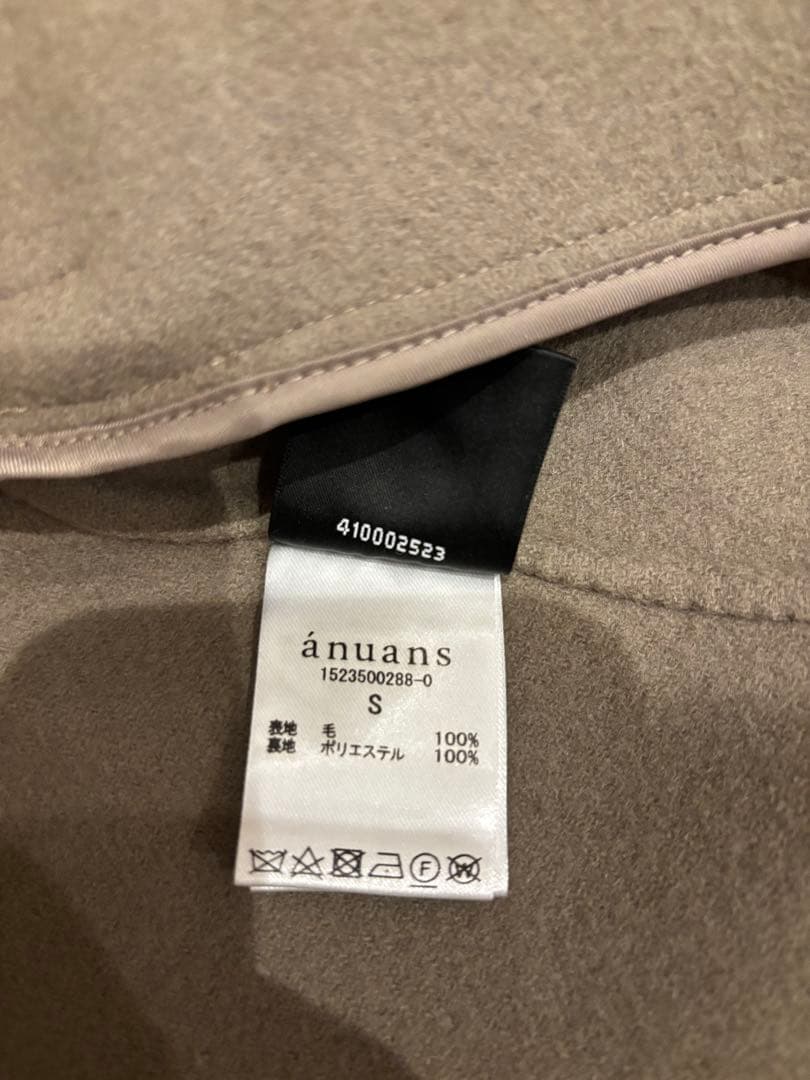 410002523
ánuans
1523500288-0
S
表地 毛 100%
裏地 ポリエステル 100%
F
W